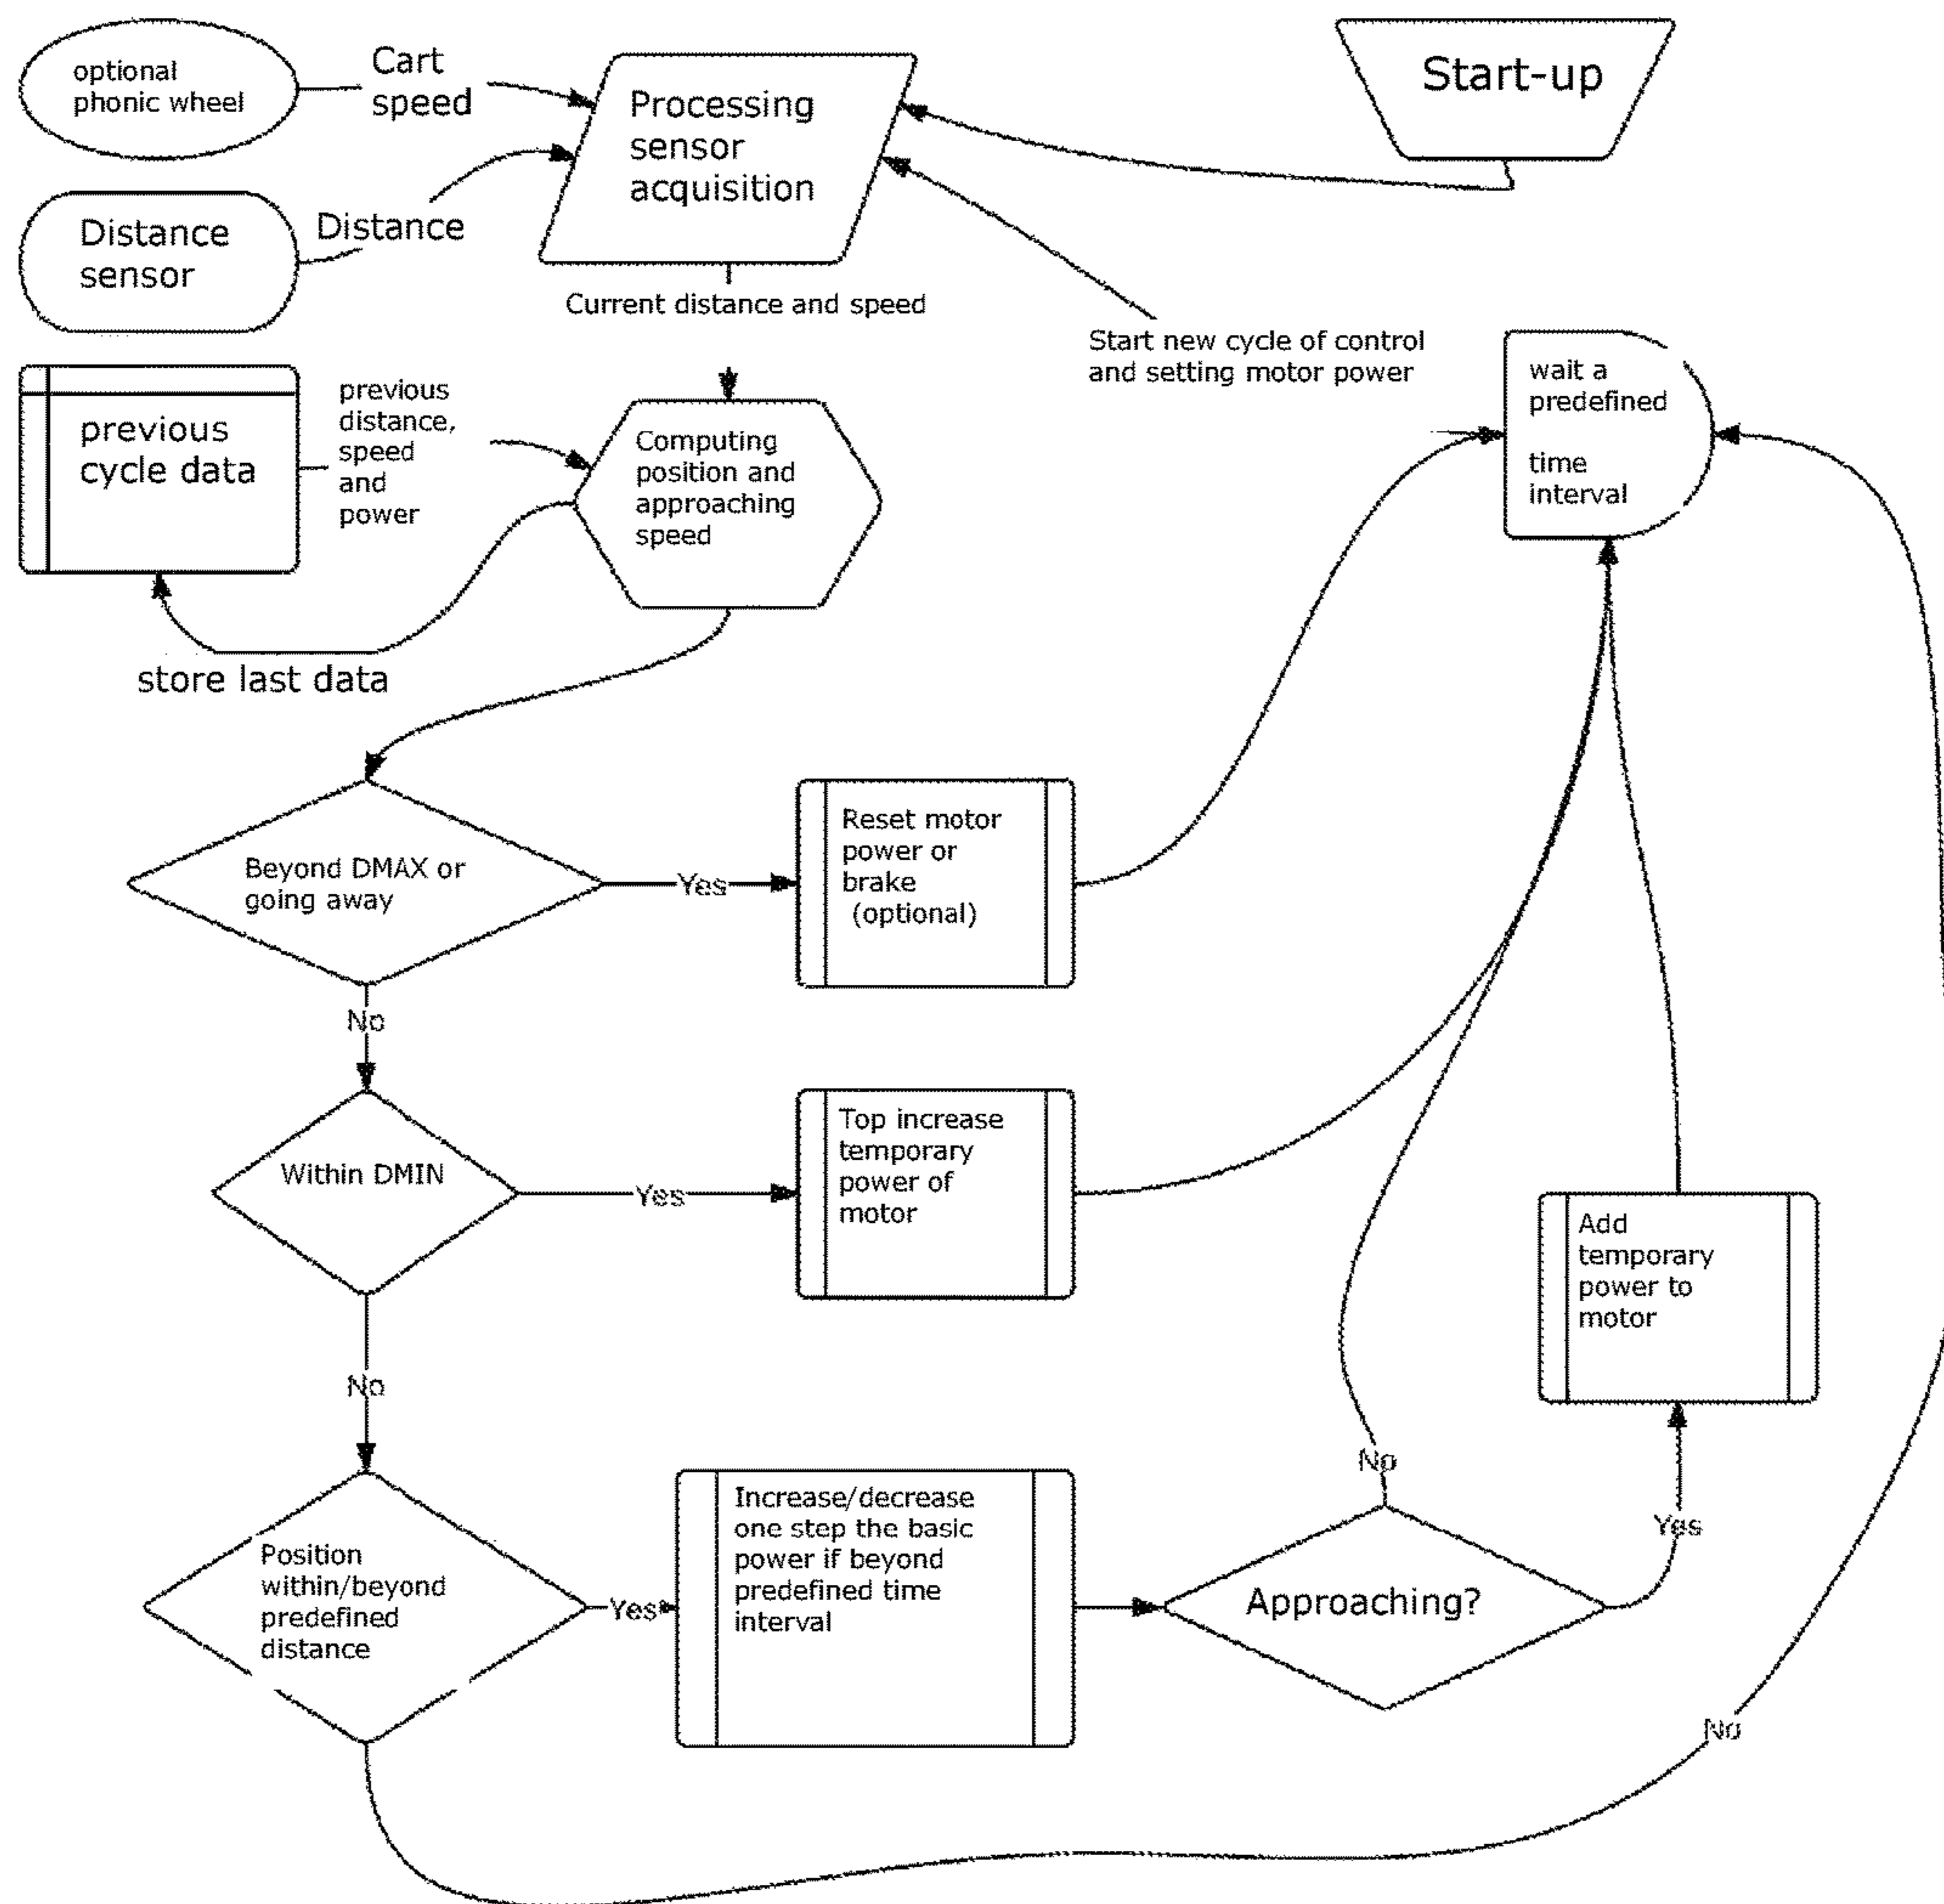 optional
phonic wheel
Cart
speed
Processing
sensor
acquisition
Start-up
Distance
sensor
Distance
Current distance and speed
Start new cycle of control
and setting motor power
wait a
predefined
time
interval
previous
cycle data
previous
distance,
speed
and
power
Computing
position and
approaching
speed
store last data
Beyond DMAX or
going away
Yes
Reset motor
power or
brake
(optional)
No
Within DMIN
Yes
Top increase
temporary
power of
motor
Add
temporary
power to
motor
No
No
Yes
Position
within/beyond
predefined
distance
Yes
Increase/decrease
one step the basic
power if beyond
predefined time
interval
Approaching?
No